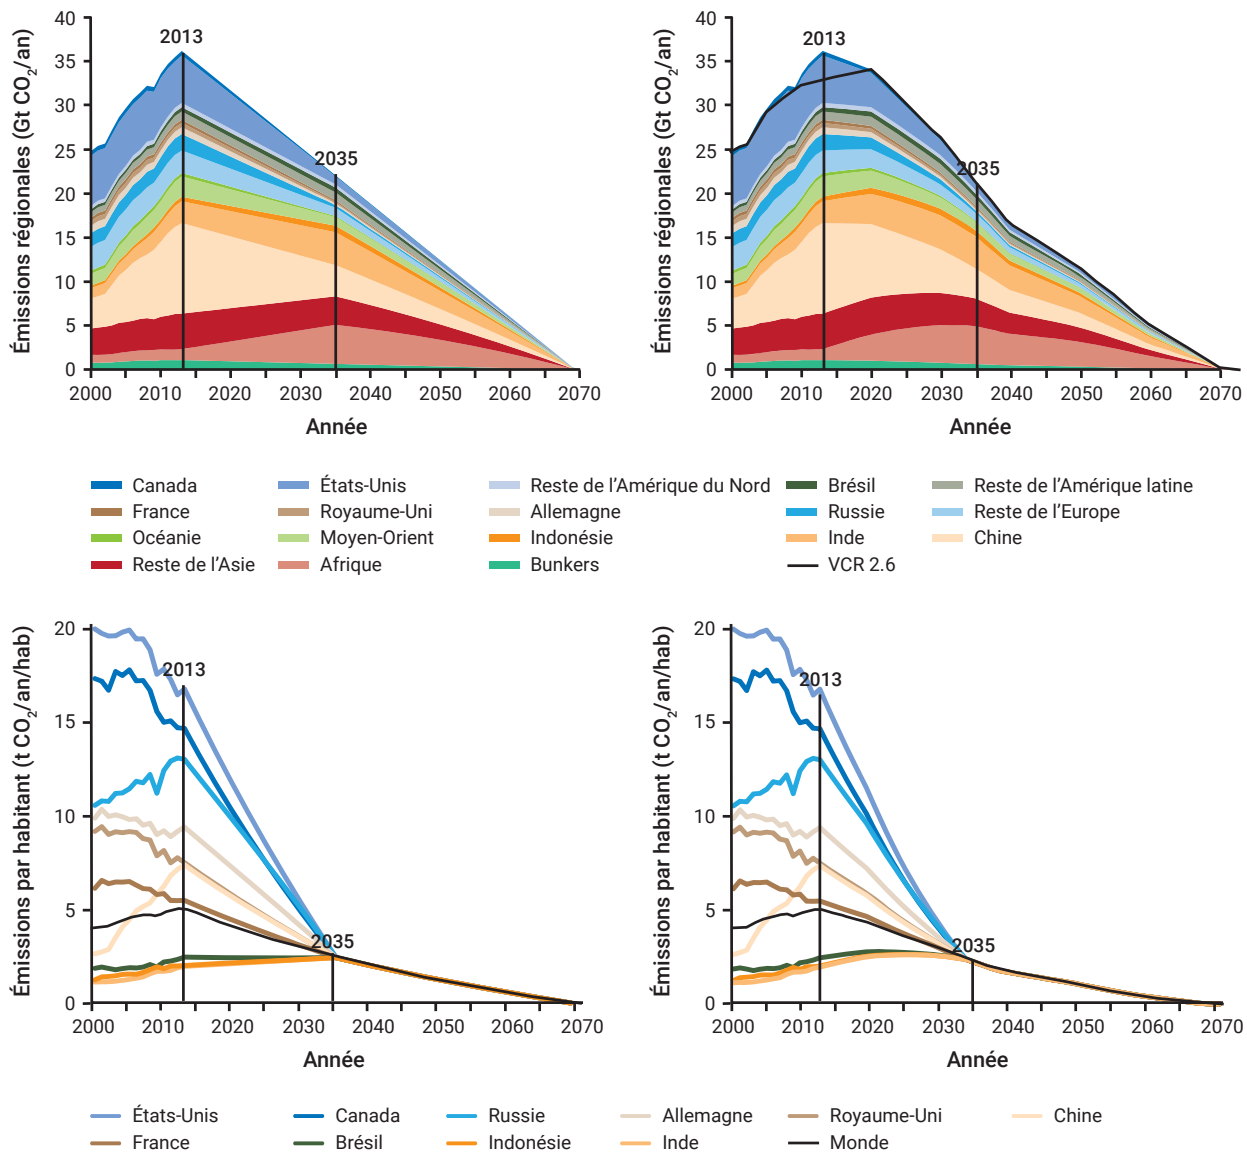 Émissions régionales (Gt CO2/an)
40
35
30
25
20
15
10
5
0
2013
2035
2000 2010 2020 2030 2040 2050 2060 2070
Année
Émissions régionales (Gt CO2/an)
40
35
30
25
20
15
10
5
0
2013
2035
2000 2010 2020 2030 2040 2050 2060 2070
Année
Canada États-Unis Reste de l’Amérique du Nord Brésil Reste de l’Amérique latine
France Royaume-Uni Allemagne Russie Reste de l’Europe
Océanie Moyen-Orient Indonésie Inde Chine
Reste de l’Asie Afrique Bunkers VCR 2.6
Émissions par habitant (t CO2/an/hab)
20
15
10
5
0
2013
2035
2000 2010 2020 2030 2040 2050 2060 2070
Année
Émissions par habitant (t CO2/an/hab)
20
15
10
5
0
2013
2035
2000 2010 2020 2030 2040 2050 2060 2070
Année
États-Unis Canada Russie Allemagne Royaume-Uni Chine
France Brésil Indonésie Inde Monde